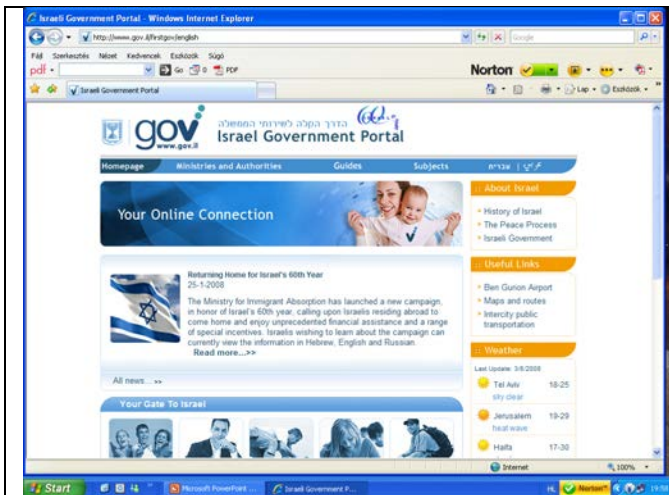 Israeli Government Portal - Windows Internet Explorer
http://www.gov.il/firstgov/english
Google
Fájl Szerkesztés Nézet Kedvencek Eszközök Súgó
pdf Go 0 PDF
Norton
Israeli Government Portal
Lap Eszközök
gov
www.gov.il
הדרך הקלה לשירותי הממשלה
Israel Government Portal
Homepage Ministries and Authorities Guides Subjects עברית |
Your Online Connection
Returning Home for Israel's 60th Year
25-1-2008
The Ministry for Immigrant Absorption has launched a new campaign,
in honor of Israel's 60th year, calling upon Israelis residing abroad to
come home and enjoy unprecedented financial assistance and a range
of special incentives. Israelis wishing to learn about the campaign can
currently view the information in Hebrew, English and Russian.
Read more...>>
All news... >>
Your Gate To Israel
:: About Israel
History of Israel
The Peace Process
Israeli Government
:: Useful Links
Ben Gurion Airport
Maps and routes
Intercity public
transportation
:: Weather
Last Update: 3/6/2008
Tel Aviv 18-25
sky clear
Jerusalem 19-29
heat wave
Haifa 17-30
Internet 100%
Start Microsoft PowerPoint ... Israeli Government P... Norton